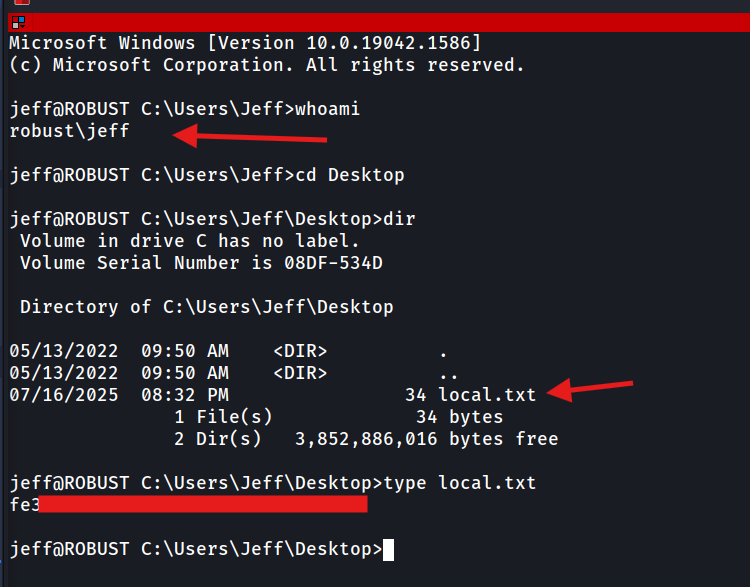 Microsoft Windows [Version 10.0.19042.1586]
(c) Microsoft Corporation. All rights reserved.
jeff@ROBUST C:\Users\Jeff>whoami
robust\jeff
jeff@ROBUST C:\Users\Jeff>cd Desktop
jeff@ROBUST C:\Users\Jeff\Desktop>dir
 Volume in drive C has no label.
 Volume Serial Number is 08DF-534D
 Directory of C:\Users\Jeff\Desktop
05/13/2022  09:50 AM    <DIR>          .
05/13/2022  09:50 AM    <DIR>          ..
07/16/2025  08:32 PM                34 local.txt
               1 File(s)             34 bytes
               2 Dir(s)   3,852,886,016 bytes free
jeff@ROBUST C:\Users\Jeff\Desktop>type local.txt
fe3
jeff@ROBUST C:\Users\Jeff\Desktop>